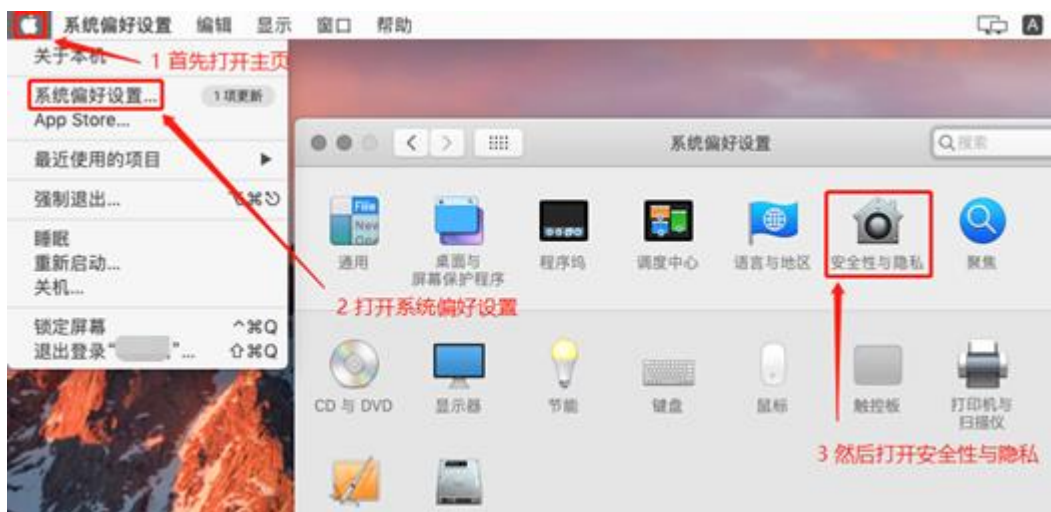 系统偏好设置 编辑 显示 窗口 帮助 A
关于本机
1 首先打开主页
系统偏好设置... 1 项更新
App Store...
最近使用的项目
强制退出... ⌥⌘⎋
睡眠
重新启动...
关机...
锁定屏幕 ^⌘Q
退出登录“ ”... ⇧⌘Q
系统偏好设置
搜索
File
New
通用
桌面与
屏幕保护程序
程序坞
调度中心
语言与地区
安全性与隐私
聚焦
2 打开系统偏好设置
CD 与 DVD
显示器
节能
键盘
鼠标
触控板
打印机与
扫描仪
3 然后打开安全性与隐私